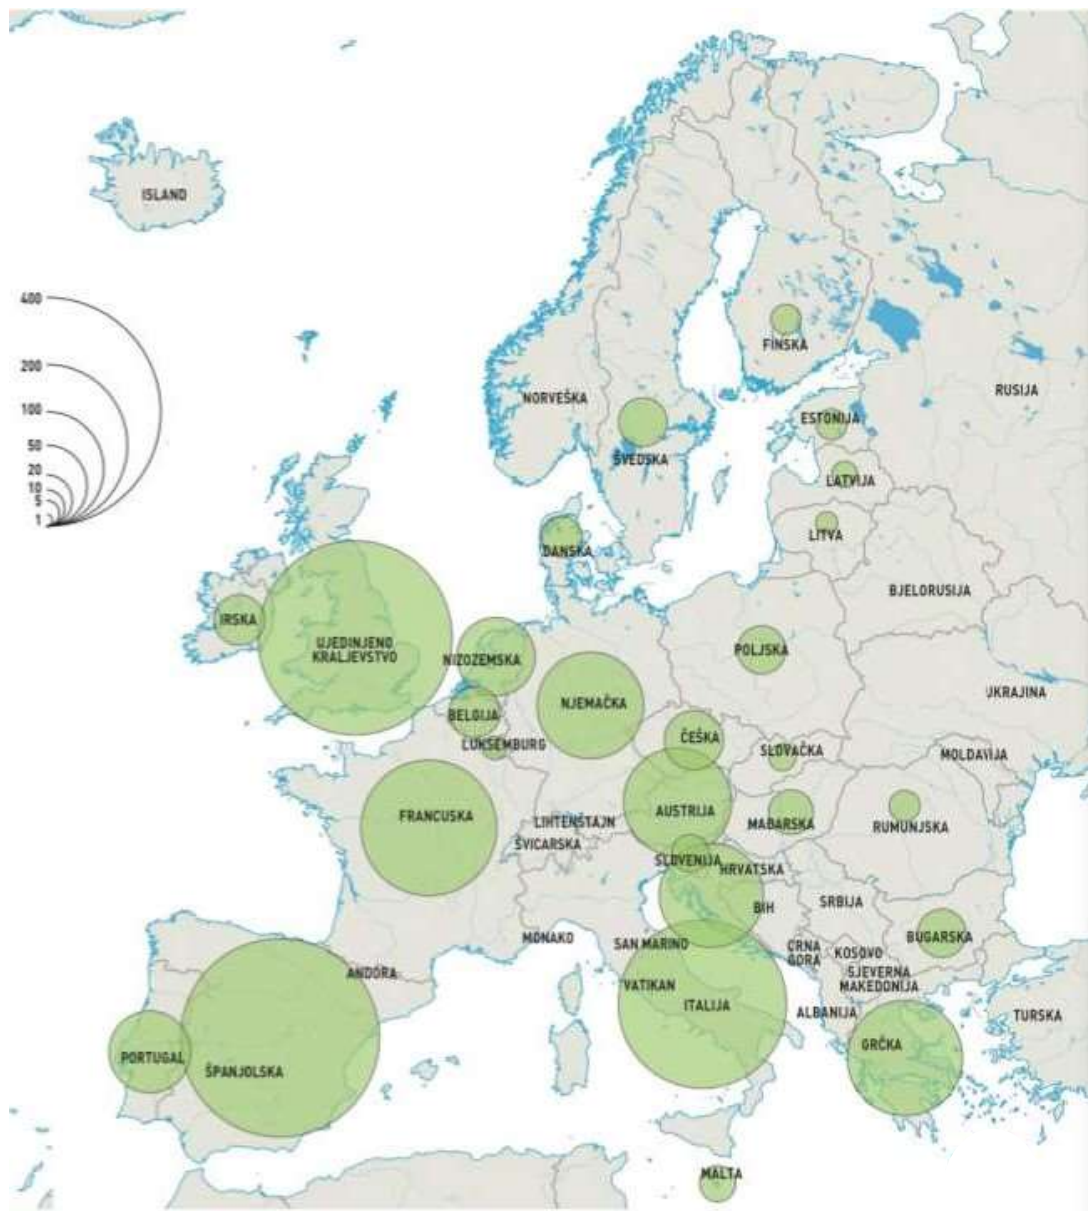 ISLAND
400
200
100
50
20
10
5
1
FINSKA
NORVEŠKA
RUSIJA
ESTONIJA
ŠVEDSKA
LATVIJA
LITVA
DANSKA
BJELORUSIJA
IRSKA
UJEDINJENO
KRALJEVSTVO
NIZOZEMSKA
POLJSKA
UKRAJINA
NJEMAČKA
BELGIJA
LUKSEMBURG
ČEŠKA
SLOVAČKA
MOLDAVIJA
FRANCUSKA
LIHTENŠTAJN
AUSTRIJA
MAĐARSKA
RUMUNJSKA
ŠVICARSKA
SLOVENIJA
HRVATSKA
SRBIJA
BIH
MONAKO
SAN MARINO
CRNA
GORA
KOSOVO
BUGARSKA
ANDORA
SJEVERNA
MAKEDONIJA
VATIKAN
ITALIJA
ALBANIJA
TURSKA
GRČKA
PORTUGAL
ŠPANJOLSKA
MALTA